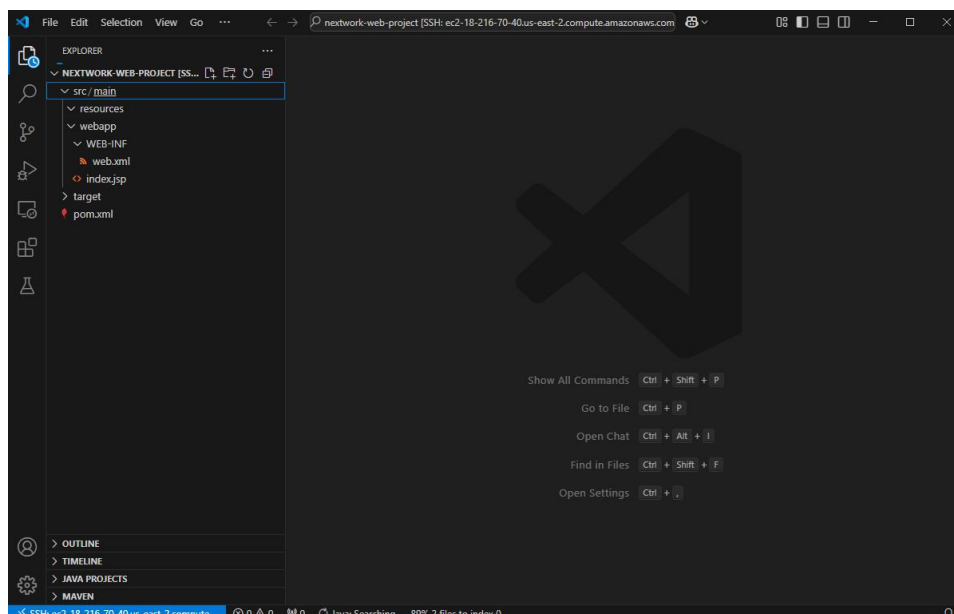 File Edit Selection View Go ··· ← → nextwork-web-project [SSH: ec2-18-216-70-40.us-east-2.compute.amazonaws.com
EXPLORER ···
NEXTWORK-WEB-PROJECT [SS...
src / main
resources
webapp
WEB-INF
web.xml
index.jsp
target
pom.xml
Show All Commands Ctrl + Shift + P
Go to File Ctrl + P
Open Chat Ctrl + Alt + I
Find in Files Ctrl + Shift + F
Open Settings Ctrl + ,
OUTLINE
TIMELINE
JAVA PROJECTS
MAVEN
SSH: ec2-18-216-70-40.us-east-2.compute... 0 0 0 Java: Searching... 89% 2 files to index 0